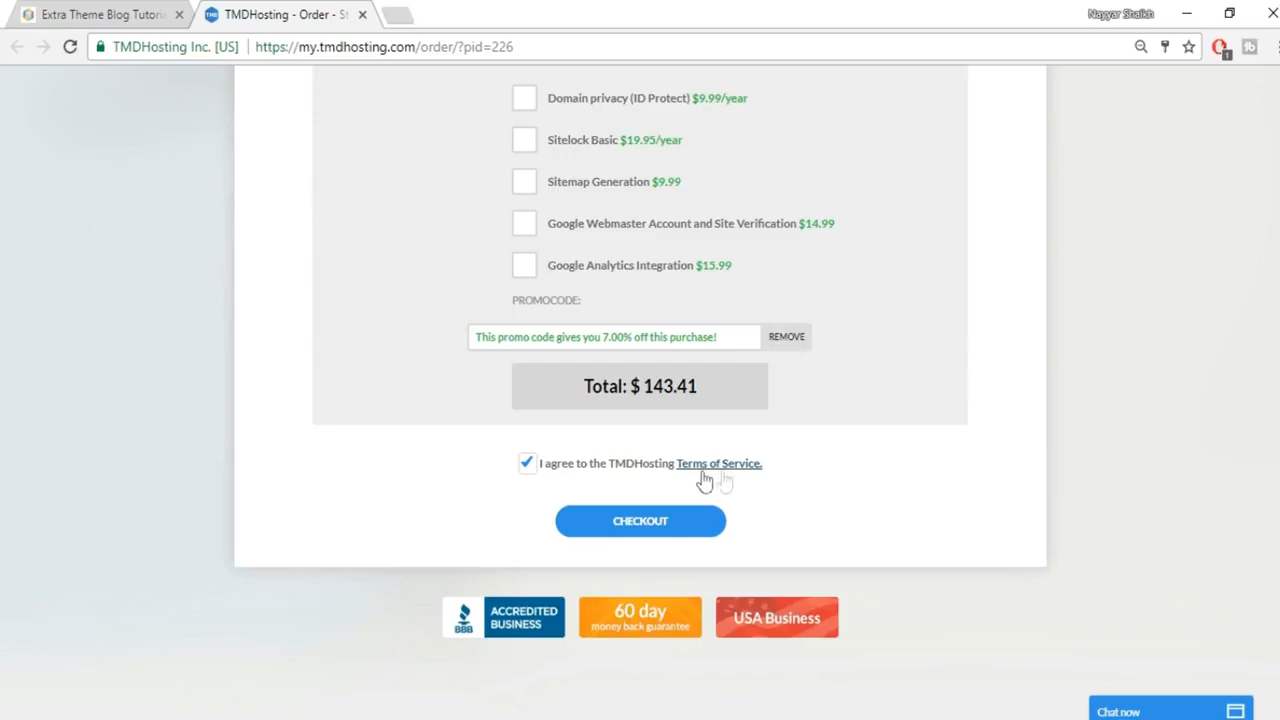 Extra Theme Blog Tutori
TMDHosting - Order - S
Nayyar Shaikh
TMDHosting Inc. [US]
https://my.tmdhosting.com/order/?pid=226
1
Domain privacy (ID Protect) $9.99/year
Sitelock Basic $19.95/year
Sitemap Generation $9.99
Google Webmaster Account and Site Verification $14.99
Google Analytics Integration $15.99
PROMOCODE:
This promo code gives you 7.00% off this purchase!
REMOVE
Total: $ 143.41
I agree to the TMDHosting Terms of Service.
CHECKOUT
BBB
ACCREDITED
BUSINESS
60 day
money back guarantee
USA Business
Chat now